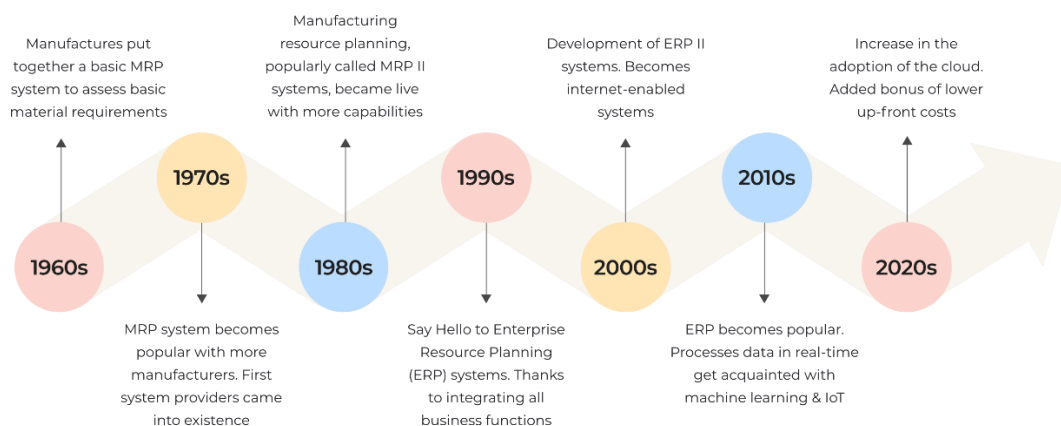 Manufactures put
together a basic MRP
system to assess basic
material requirements
1960s
1970s
MRP system becomes
popular with more
manufacturers. First
system providers came
into existence
Manufacturing
resource planning,
popularly called MRP II
systems, became live
with more capabilities
1980s
1990s
Say Hello to Enterprise
Resource Planning
(ERP) systems. Thanks
to integrating all
business functions
Development of ERP II
systems. Becomes
internet-enabled
systems
2000s
2010s
ERP becomes popular.
Processes data in real-time
get acquainted with
machine learning & IoT
Increase in the
adoption of the cloud.
Added bonus of lower
up-front costs
2020s